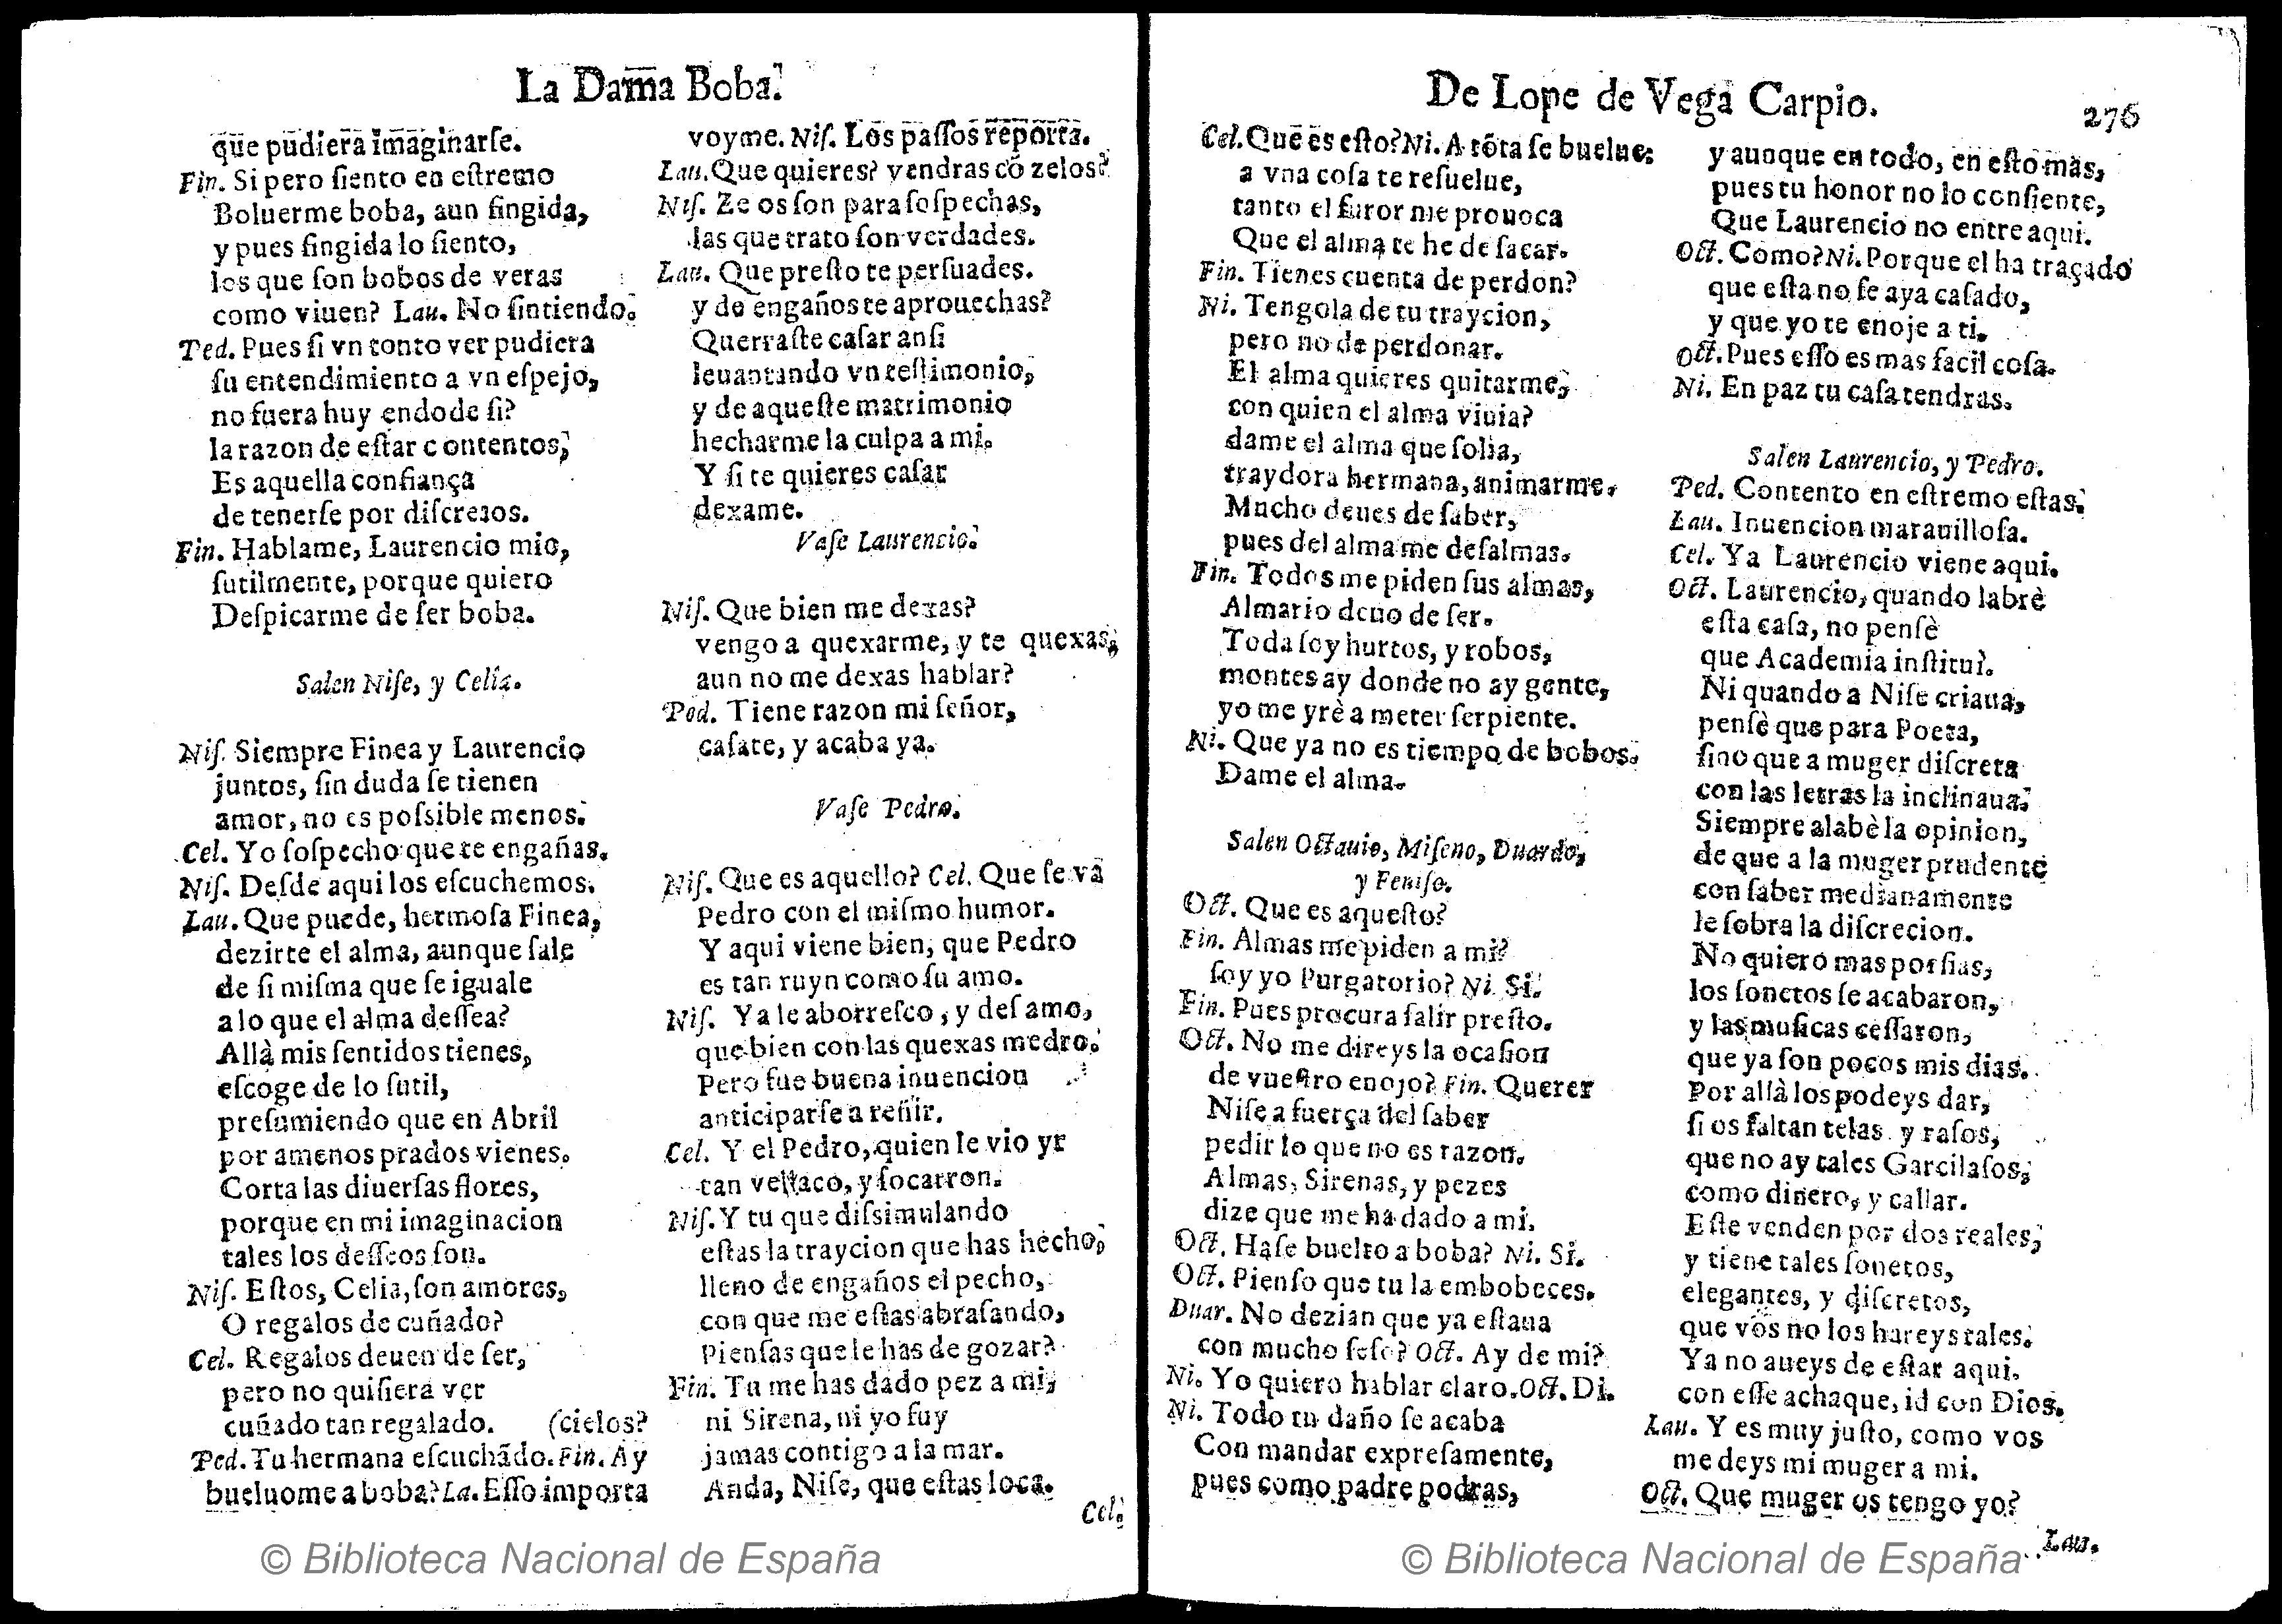 La Dama Boba.
que pudiera imaginarſe.
Fin. Si pero ſiento en eſtremo
Boluerme boba, aun fingida,
y pues fingida lo ſiento,
los que ſon bobos de veras
como viuen? Lau. No ſintiendo.
Ped. Pues ſi vn tonto ver pudiera
ſu entendimiento a vn eſpejo,
no fuera huyendo de ſi?
la razon de eſtar contentos,
Es aquella confiança
de tenerſe por diſcretos.
Fin. Hablame, Laurencio mio,
ſutilmente, porque quiero
Deſpicarme de ſer boba.
Salen Niſe, y Celia.
Niſ. Siempre Finea y Laurencio
juntos, ſin duda ſe tienen
amor, no es poſsible menos.
Cel. Yo ſoſpecho que te engañas.
Niſ. Deſde aqui los eſcuchemos.
Lau. Que puede, hermoſa Finea,
dezirte el alma, aunque ſale
de ſi miſma que ſe iguale
a lo que el alma deſſea?
Allà mis ſentidos tienes,
eſcoge de lo ſutil,
preſumiendo que en Abril
por amenos prados vienes.
Corta las diuerſas flores,
porque en mi imaginacion
tales los deſſeos ſon.
Niſ. Eſtos, Celia, ſon amores,
O regalos de cuñado?
Cel. Regalos deuen de ſer,
pero no quiſiera ver
cuñado tan regalado. (cielos?
Ped. Tu hermana eſcuchãdo. Fin. Ay
bueluome a boba? La. Eſſo importa
voyme. Niſ. Los paſſos reporta.
Lau. Que quieres? vendras cõ zelos?
Niſ. Zeos ſon para ſoſpechas,
las que trato ſon verdades.
Lau. Que preſto te perſuades.
y de engaños te aprouechas?
Querraſte caſar anſi
leuantando vn teſtimonio,
y de aqueſte matrimonio
hecharme la culpa a mi.
Y ſi te quieres caſar
dexame.
Vaſe Laurencio.
Niſ. Que bien me dexas?
vengo a quexarme, y te quexas,
aun no me dexas hablar?
Ped. Tiene razon mi ſeñor,
caſate, y acaba ya.
Vaſe Pedro.
Niſ. Que es aquello? Cel. Que ſe va
Pedro con el miſmo humor.
Y aqui viene bien, que Pedro
es tan ruyn como ſu amo.
Niſ. Ya le aborreſco, y deſamo,
que bien con las quexas medro.
Pero fue buena inuencion
anticiparſe a reñir.
Cel. Y el Pedro, quien le vio yr
tan vellaco, y ſocarron.
Niſ. Y tu que diſsimulando
eſtas la traycion que has hecho,
lleno de engaños el pecho,
con que me eſtas abraſando,
Pienſas que le has de gozar?
Fin. Tu me has dado pez a mi,
ni Sirena, ni yo fuy
jamas contigo a la mar.
Anda, Niſe, que eſtas loca.
Cel.
De Lope de Vega Carpio. 276
Cel. Que es eſto? Ni. A tõta ſe buelue:
a vna coſa te reſuelue,
tanto el furor me prouoca
Que el alma te he de ſacar.
Fin. Tienes cuenta de perdon?
Ni. Tengola de tu traycion,
pero no de perdonar.
El alma quieres quitarme,
con quien el alma viuia?
dame el alma que ſolia,
traydora hermana, animarme.
Mucho deues de ſaber,
pues del alma me deſalmas.
Fin. Todos me piden ſus almas,
Almario deuo de ſer.
Toda ſoy hurtos, y robos,
montes ay donde no ay gente,
yo me yrè a meter ſerpiente.
Ni. Que ya no es tiempo de bobos.
Dame el alma.
Salen Octauio, Miſeno, Duardo,
y Feniſo.
Oct. Que es aqueſto?
Fin. Almas me piden a mi?
ſoy yo Purgatorio? Ni. Si.
Fin. Pues procura ſalir preſto.
Oct. No me direys la ocaſion
de vueſtro enojo? Fin. Querer
Niſe a fuerça del ſaber
pedir lo que no es razon.
Almas, Sirenas, y pezes
dize que me ha dado a mi.
Oct. Haſe buelto a boba? Ni. Si.
Oct. Pienſo que tu la embobeces.
Duar. No dezian que ya eſtaua
con mucho ſeſo? Oct. Ay de mi?
Ni. Yo quiero hablar claro. Oct. Di.
Ni. Todo tu daño ſe acaba
Con mandar expreſamente,
pues como padre podras,
y aunque en todo, en eſto mas,
pues tu honor no lo conſiente,
Que Laurencio no entre aqui.
Oct. Como? Ni. Porque el ha traçado
que eſta no ſe aya caſado,
y que yo te enoje a ti.
Oct. Pues eſſo es mas facil coſa.
Ni. En paz tu caſa tendras.
Salen Laurencio, y Pedro.
Ped. Contento en eſtremo eſtas.
Lau. Inuencion marauilloſa.
Cel. Ya Laurencio viene aqui.
Oct. Laurencio, quando labrè
eſta caſa, no penſè
que Academia inſtitui.
Ni quando a Niſe criaua,
penſè que para Poeta,
ſino que a muger diſcreta
con las letras la inclinaua.
Siempre alabè la opinion,
de que a la muger prudente
con ſaber medianamente
le ſobra la diſcrecion.
No quiero mas porfias,
los ſonetos ſe acabaron,
y las muſicas ceſſaron,
que ya ſon pocos mis dias.
Por allà los podeys dar,
ſi os faltan telas y raſos,
que no ay tales Garcilaſos,
como dinero, y callar.
Eſte venden por dos reales,
y tiene tales ſonetos,
elegantes, y diſcretos,
que vos no los hareys tales.
Ya no aueys de eſtar aqui.
con eſſe achaque, id con Dios.
Lau. Y es muy juſto, como vos
me deys mi muger a mi.
Oct. Que muger os tengo yo?
Lau.
© Biblioteca Nacional de España
© Biblioteca Nacional de España